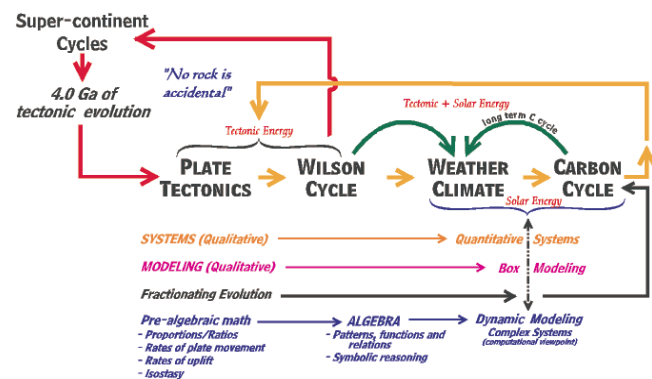 Super-continent
Cycles
4.0 Ga of
tectonic evolution
"No rock is
accidental"
Tectonic Energy
Tectonic + Solar Energy
long term C cycle
PLATE
TECTONICS
WILSON
CYCLE
WEATHER
CLIMATE
CARBON
CYCLE
Solar Energy
SYSTEMS (Qualitative)
Quantitative Systems
MODELING (Qualitative)
Box Modeling
Fractionating Evolution
Pre-algebraic math
- Proportions/Ratios
- Rates of plate movement
- Rates of uplift
- Isostasy
ALGEBRA
- Patterns, functions and
relations
- Symbolic reasoning
Dynamic Modeling
Complex Systems
(computational viewpoint)